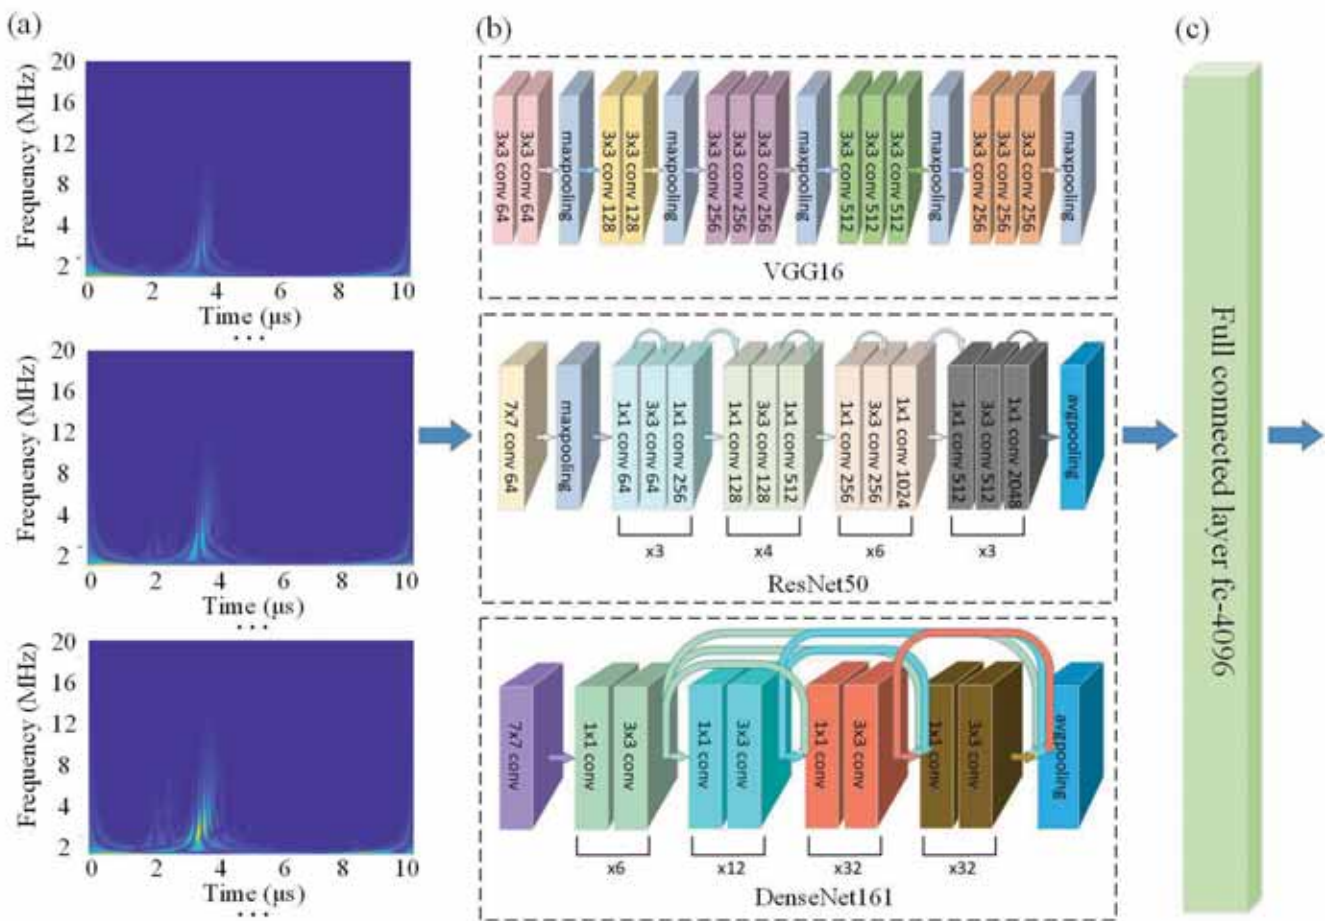 (a)
Frequency (MHz)
20
16
12
8
4
2
0 2 4 6 8 10
Time (μs)
...
Frequency (MHz)
20
16
12
8
4
2
0 2 4 6 8 10
Time (μs)
...
Frequency (MHz)
20
16
12
8
4
2
0 2 4 6 8 10
Time (μs)
...
(b)
3x3 conv 64
3x3 conv 64
maxpooling
3x3 conv 128
3x3 conv 128
maxpooling
3x3 conv 256
3x3 conv 256
3x3 conv 256
maxpooling
3x3 conv 512
3x3 conv 512
3x3 conv 512
maxpooling
3x3 conv 256
3x3 conv 256
3x3 conv 256
maxpooling
VGG16
7x7 conv 64
maxpooling
1x1 conv 64
3x3 conv 64
1x1 conv 256
1x1 conv 128
3x3 conv 128
1x1 conv 512
1x1 conv 256
3x3 conv 256
1x1 conv 1024
1x1 conv 512
3x3 conv 512
1x1 conv 2048
avgpooling
x3 x4 x6 x3
ResNet50
7x7 conv
1x1 conv
3x3 conv
1x1 conv
3x3 conv
1x1 conv
3x3 conv
1x1 conv
3x3 conv
avgpooling
x6 x12 x32 x32
DenseNet161
(c)
Full connected layer fc-4096